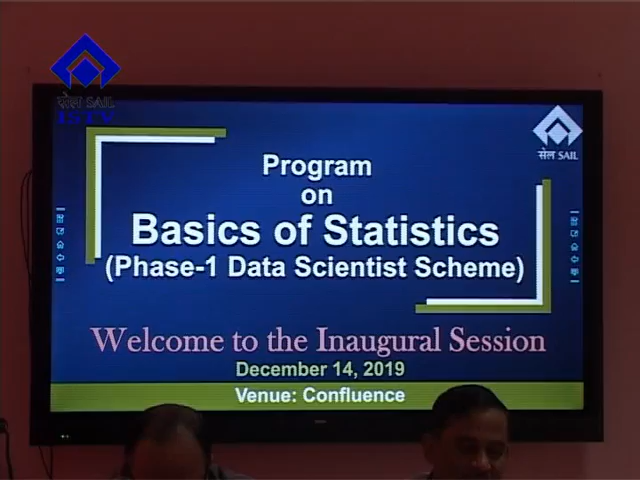 सेल SAIL
ISTV
सेल SAIL
Program
on
Basics of Statistics
(Phase-1 Data Scientist Scheme)
Welcome to the Inaugural Session
December 14, 2019
Venue: Confluence